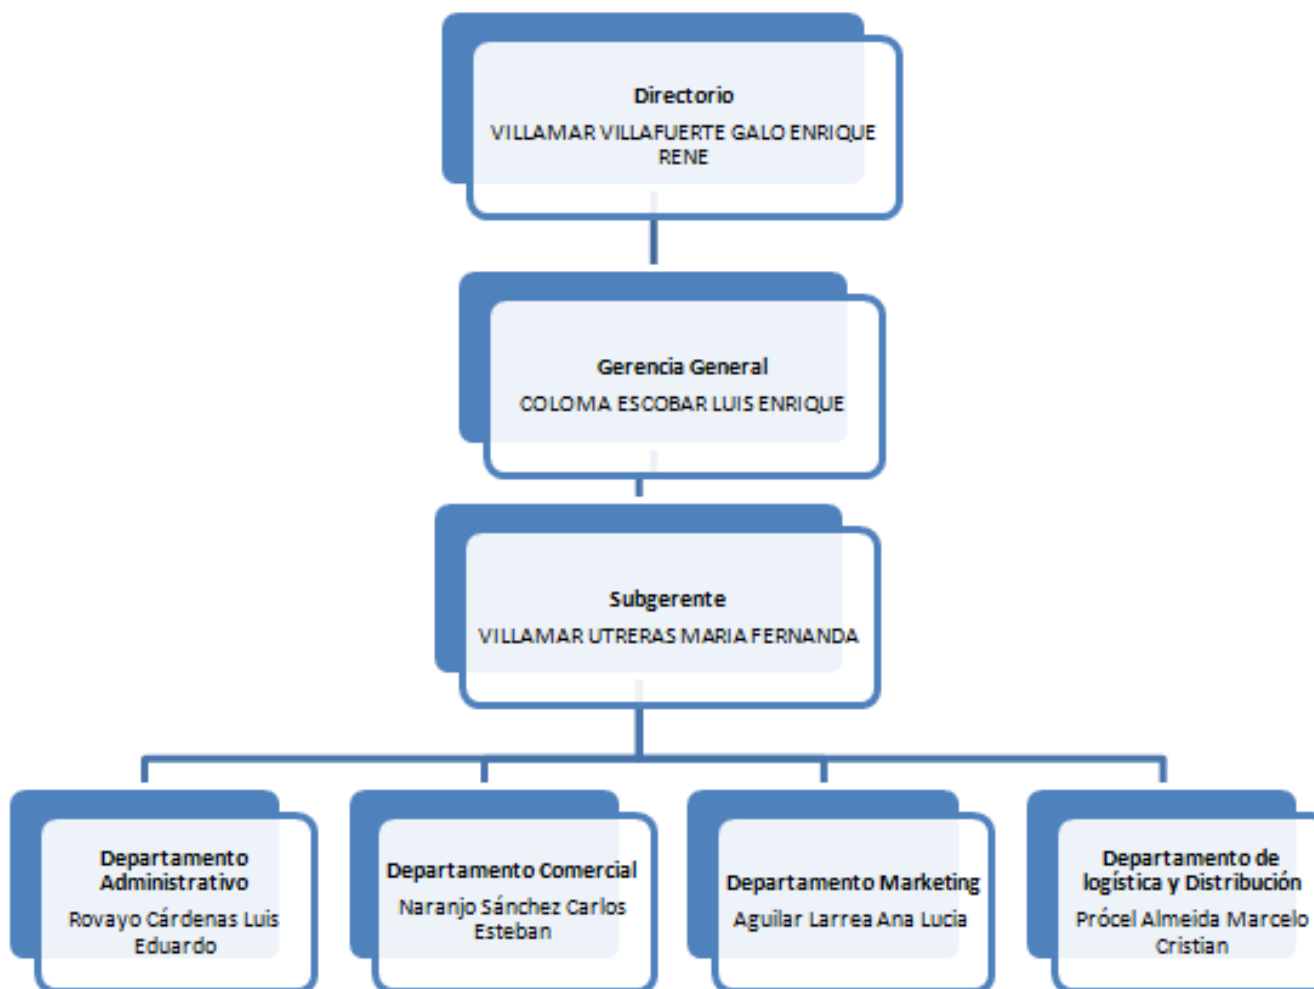 Directorio
VILLAMAR VILLAFUERTE GALO ENRIQUE
RENE
Gerencia General
COLOMA ESCOBAR LUIS ENRIQUE
Subgerente
VILLAMAR UTRERAS MARIA FERNANDA
Departamento
Administrativo
Rovayo Cárdenas Luis
Eduardo
Departamento Comercial
Naranjo Sánchez Carlos
Esteban
Departamento Marketing
Aguilar Larrea Ana Lucia
Departamento de
logística y Distribución
Prócel Almeida Marcelo
Cristian